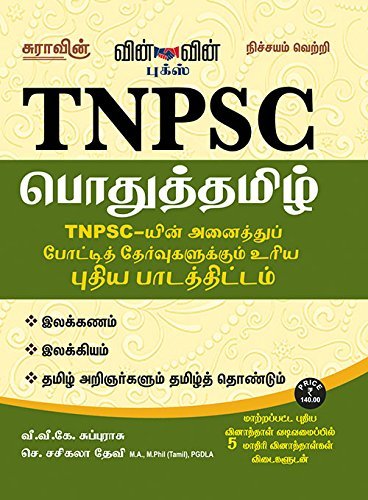 சுராவின்
வின் வின்
புக்ஸ்
நிச்சயம் வெற்றி
TNPSC
பொதுத்தமிழ்
TNPSC-யின் அனைத்துப்
போட்டித் தேர்வுகளுக்கும் உரிய
புதிய பாடத்திட்டம்
இலக்கணம்
இலக்கியம்
தமிழ் அறிஞர்களும் தமிழ்த் தொண்டும்
PRICE
₹
140.00
மாற்றப்பட்ட புதிய
வினாத்தாள் வடிவமைப்பில்
5 மாதிரி வினாத்தாள்கள்
விடைகளுடன்
வீ.வீ.கே. சுப்புராசு
செ. சசிகலா தேவி M.A., M.Phil (Tamil), PGDLA